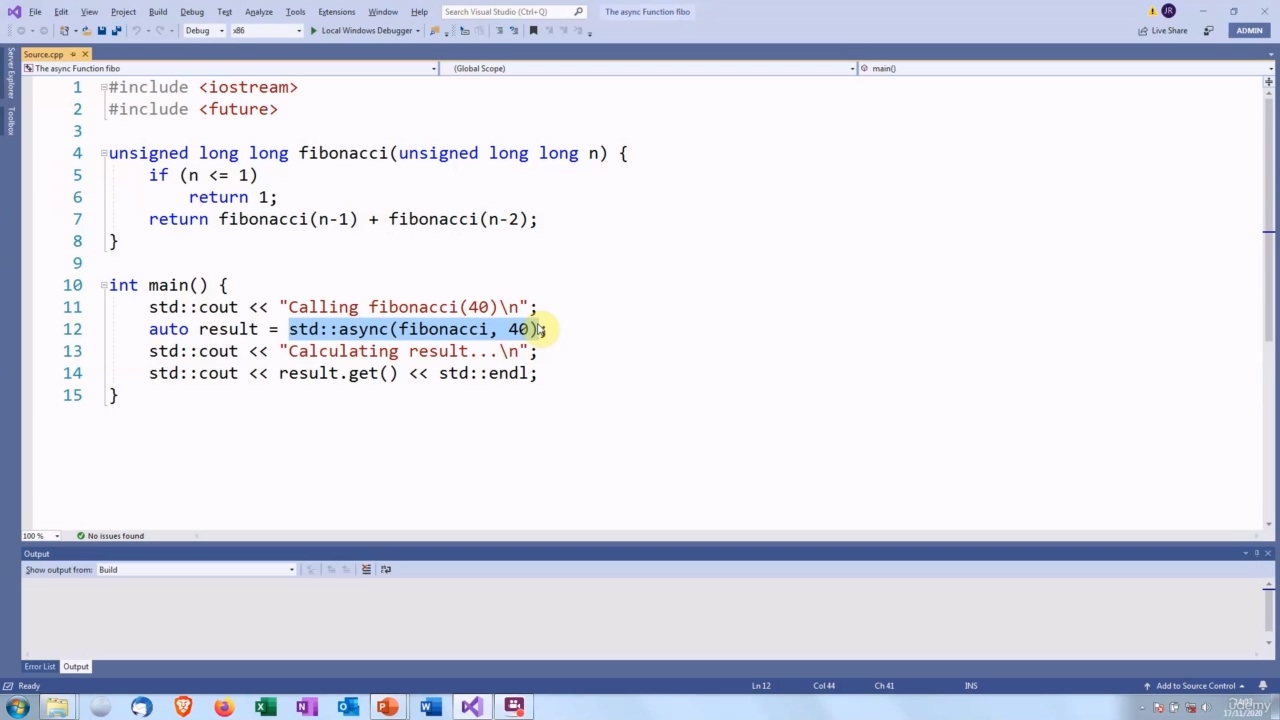 File Edit View Project Build Debug Test Analyze Tools Extensions Window Help Search Visual Studio (Ctrl+Q) The async Function fibo JR
Debug x86 Local Windows Debugger Live Share ADMIN
Server Explorer
Toolbox
Source.cpp
The async Function fibo (Global Scope) main()
1 #include <iostream>
2 #include <future>
3
4 unsigned long long fibonacci(unsigned long long n) {
5 if (n <= 1)
6 return 1;
7 return fibonacci(n-1) + fibonacci(n-2);
8 }
9
10 int main() {
11 std::cout << "Calling fibonacci(40)\n";
12 auto result = std::async(fibonacci, 40);
13 std::cout << "Calculating result...\n";
14 std::cout << result.get() << std::endl;
15 }
100 % No issues found
Output
Show output from: Build
Error List Output
Ready Ln 12 Col 44 Ch 41 INS Add to Source Control
udemy
17/11/2020